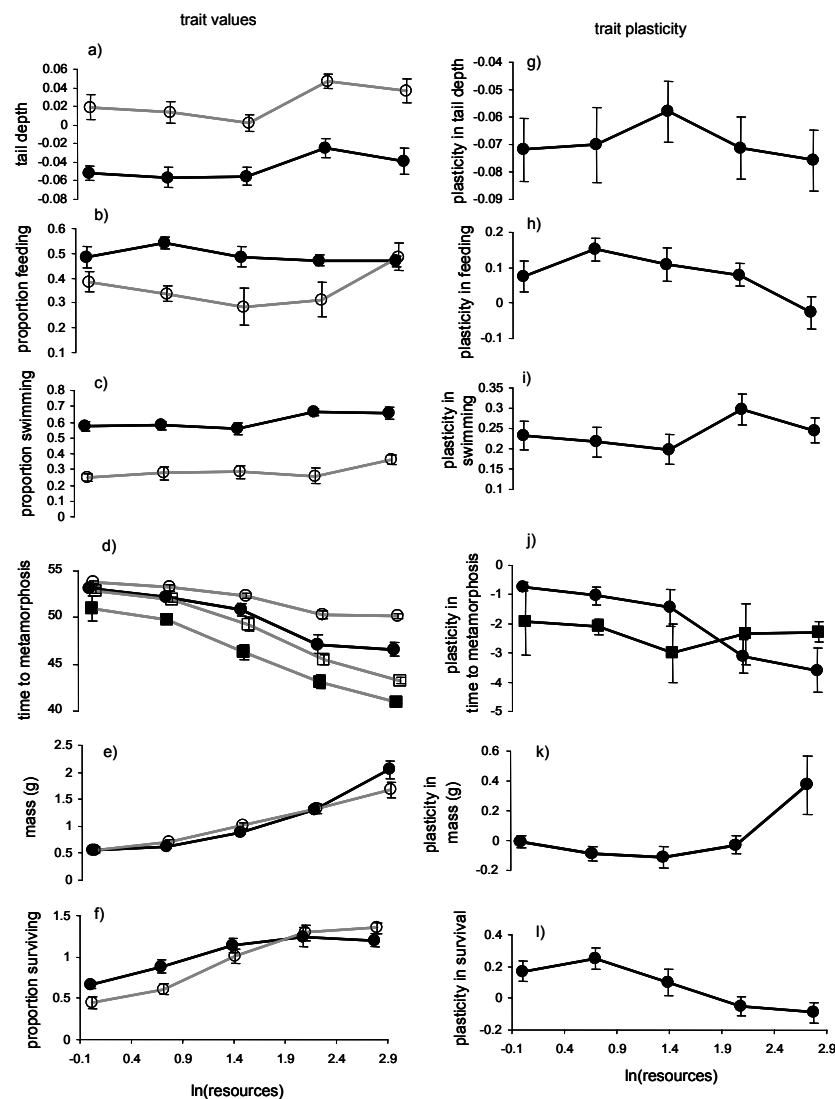 trait values
trait plasticity
a)
0.06
0.04
0.02
0
-0.02
-0.04
-0.06
-0.08
tail depth
b)
0.6
0.5
0.4
0.3
0.2
0.1
proportion feeding
c)
0.8
0.7
0.6
0.5
0.4
0.3
0.2
0.1
0
proportion swimming
d)
55
50
45
40
time to metamorphosis
e)
2.5
2
1.5
1
0.5
0
mass (g)
f)
1.5
1
0.5
0
proportion surviving
-0.1 0.4 0.9 1.4 1.9 2.4 2.9
ln(resources)
g)
-0.04
-0.05
-0.06
-0.07
-0.08
-0.09
plasticity in tail depth
h)
0.2
0.1
0
-0.1
plasticity in feeding
i)
0.35
0.3
0.25
0.2
0.15
0.1
plasticity in
swimming
j)
0
-1
-2
-3
-4
-5
plasticity in
time to metamorphosis
k)
0.6
0.4
0.2
0
-0.2
plasticity in
mass (g)
l)
0.4
0.2
0
-0.2
plasticity in survival
-0.1 0.4 0.9 1.4 1.9 2.4 2.9
ln(resources)